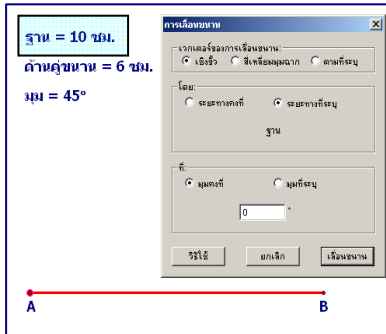 ฐาน = 10 ซม.
ด้านคู่ขนาน = 6 ซม.
มุม = 45°
การเลื่อนขนาน
เวกเตอร์ของการเลื่อนขนาน:
เชิงขั้ว สี่เหลี่ยมมุมฉาก ตามที่ระบุ
โดย:
ระยะทางคงที่ ระยะทางที่ระบุ
ฐาน
ที่:
มุมคงที่ มุมที่ระบุ
0 °
วิธีใช้ ยกเลิก เลื่อนขนาน
A B